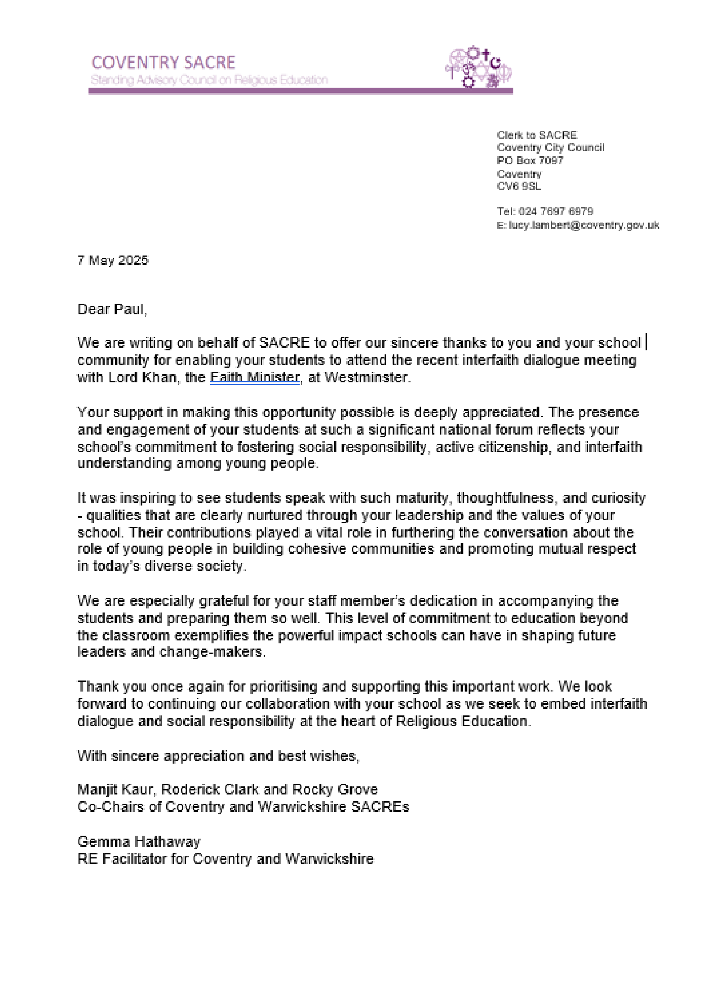 COVENTRY SACRE
Standing Advisory Council on Religious Education
Clerk to SACRE
Coventry City Council
PO Box 7097
Coventry
CV6 9SL
Tel: 024 7697 6979
E: lucy.lambert@coventry.gov.uk
7 May 2025
Dear Paul,
We are writing on behalf of SACRE to offer our sincere thanks to you and your school
community for enabling your students to attend the recent interfaith dialogue meeting
with Lord Khan, the Faith Minister, at Westminster.
Your support in making this opportunity possible is deeply appreciated. The presence
and engagement of your students at such a significant national forum reflects your
school’s commitment to fostering social responsibility, active citizenship, and interfaith
understanding among young people.
It was inspiring to see students speak with such maturity, thoughtfulness, and curiosity
- qualities that are clearly nurtured through your leadership and the values of your
school. Their contributions played a vital role in furthering the conversation about the
role of young people in building cohesive communities and promoting mutual respect
in today’s diverse society.
We are especially grateful for your staff member’s dedication in accompanying the
students and preparing them so well. This level of commitment to education beyond
the classroom exemplifies the powerful impact schools can have in shaping future
leaders and change-makers.
Thank you once again for prioritising and supporting this important work. We look
forward to continuing our collaboration with your school as we seek to embed interfaith
dialogue and social responsibility at the heart of Religious Education.
With sincere appreciation and best wishes,
Manjit Kaur, Roderick Clark and Rocky Grove
Co-Chairs of Coventry and Warwickshire SACREs
Gemma Hathaway
RE Facilitator for Coventry and Warwickshire